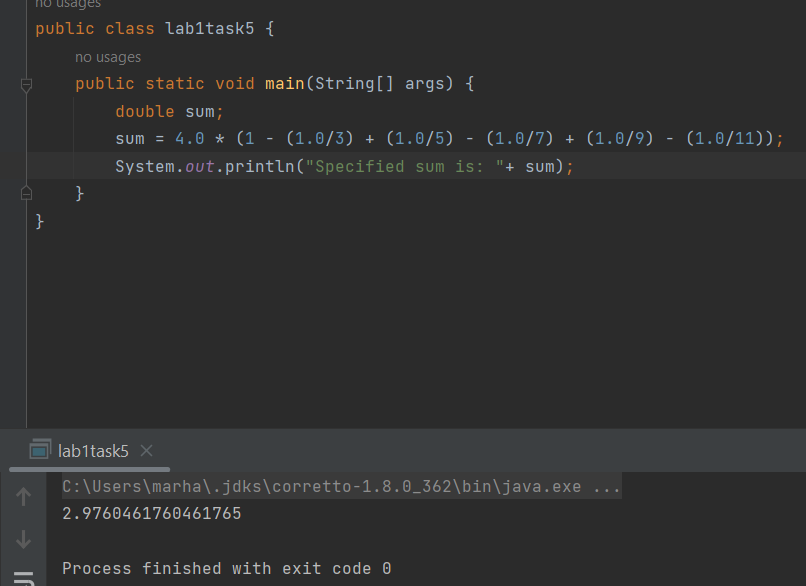 no usages
public class lab1task5 {
no usages
public static void main(String[] args) {
double sum;
sum = 4.0 * (1 - (1.0/3) + (1.0/5) - (1.0/7) + (1.0/9) - (1.0/11));
System.out.println("Specified sum is: "+ sum);
}
}
lab1task5
C:\Users\marha\.jdks\corretto-1.8.0_362\bin\java.exe ...
2.9760461760461765
Process finished with exit code 0